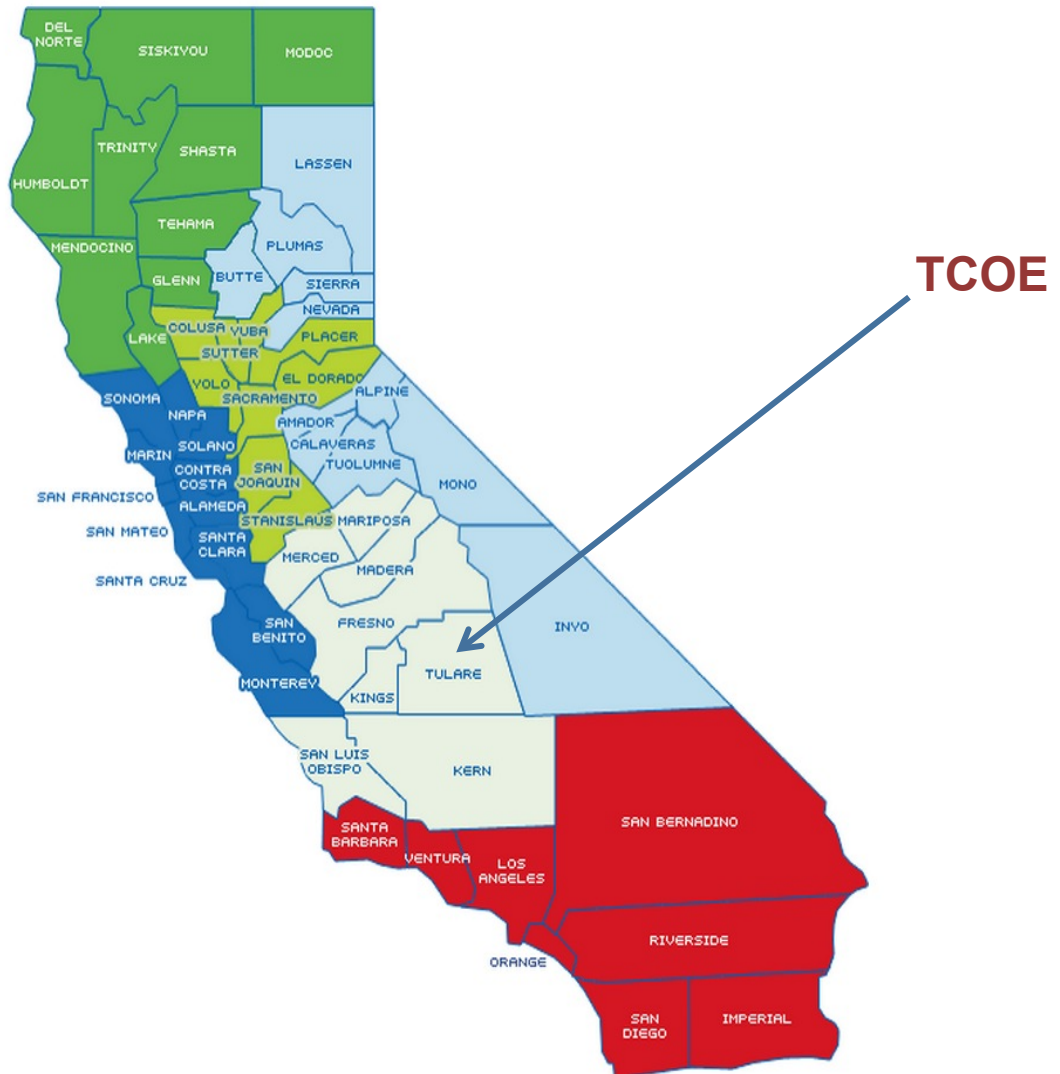 DEL
NORTE
SISKIYOU
MODOC
TRINITY
SHASTA
LASSEN
HUMBOLDT
TEHAMA
MENDOCINO
PLUMAS
GLENN
BUTTE
SIERRA
TCOE
NEVADA
COLUSA
YUBA
LAKE
PLACER
SUTTER
YOLO
EL DORADO
ALPINE
SONOMA
SACRAMENTO
NAPA
AMADOR
SOLANO
CALAVERAS
MARIN
TUOLUMNE
CONTRA
COSTA
SAN
JOAQUIN
MONO
SAN FRANCISCO
ALAMEDA
STANISLAUS
MARIPOSA
SAN MATEO
SANTA
CLARA
MERCED
MADERA
SANTA CRUZ
SAN
BENITO
FRESNO
INYO
TULARE
MONTEREY
KINGS
SAN LUIS
OBISPO
KERN
SAN BERNADINO
SANTA
BARBARA
VENTURA
LOS
ANGELES
RIVERSIDE
ORANGE
SAN
DIEGO
IMPERIAL